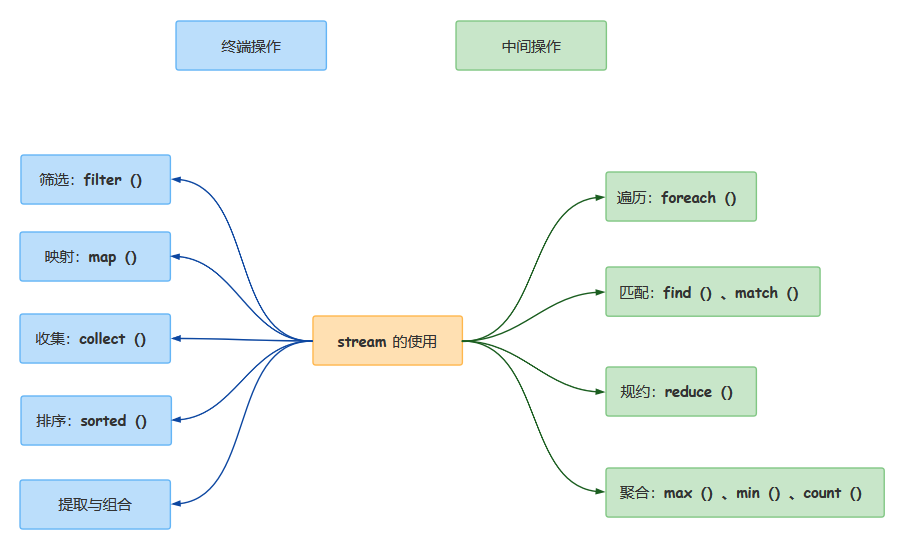 终端操作
中间操作
筛选：filter（）
映射：map（）
收集：collect（）
排序：sorted（）
提取与组合
stream 的使用
遍历：foreach（）
匹配：find（）、match（）
规约：reduce（）
聚合：max（）、min（）、count（）